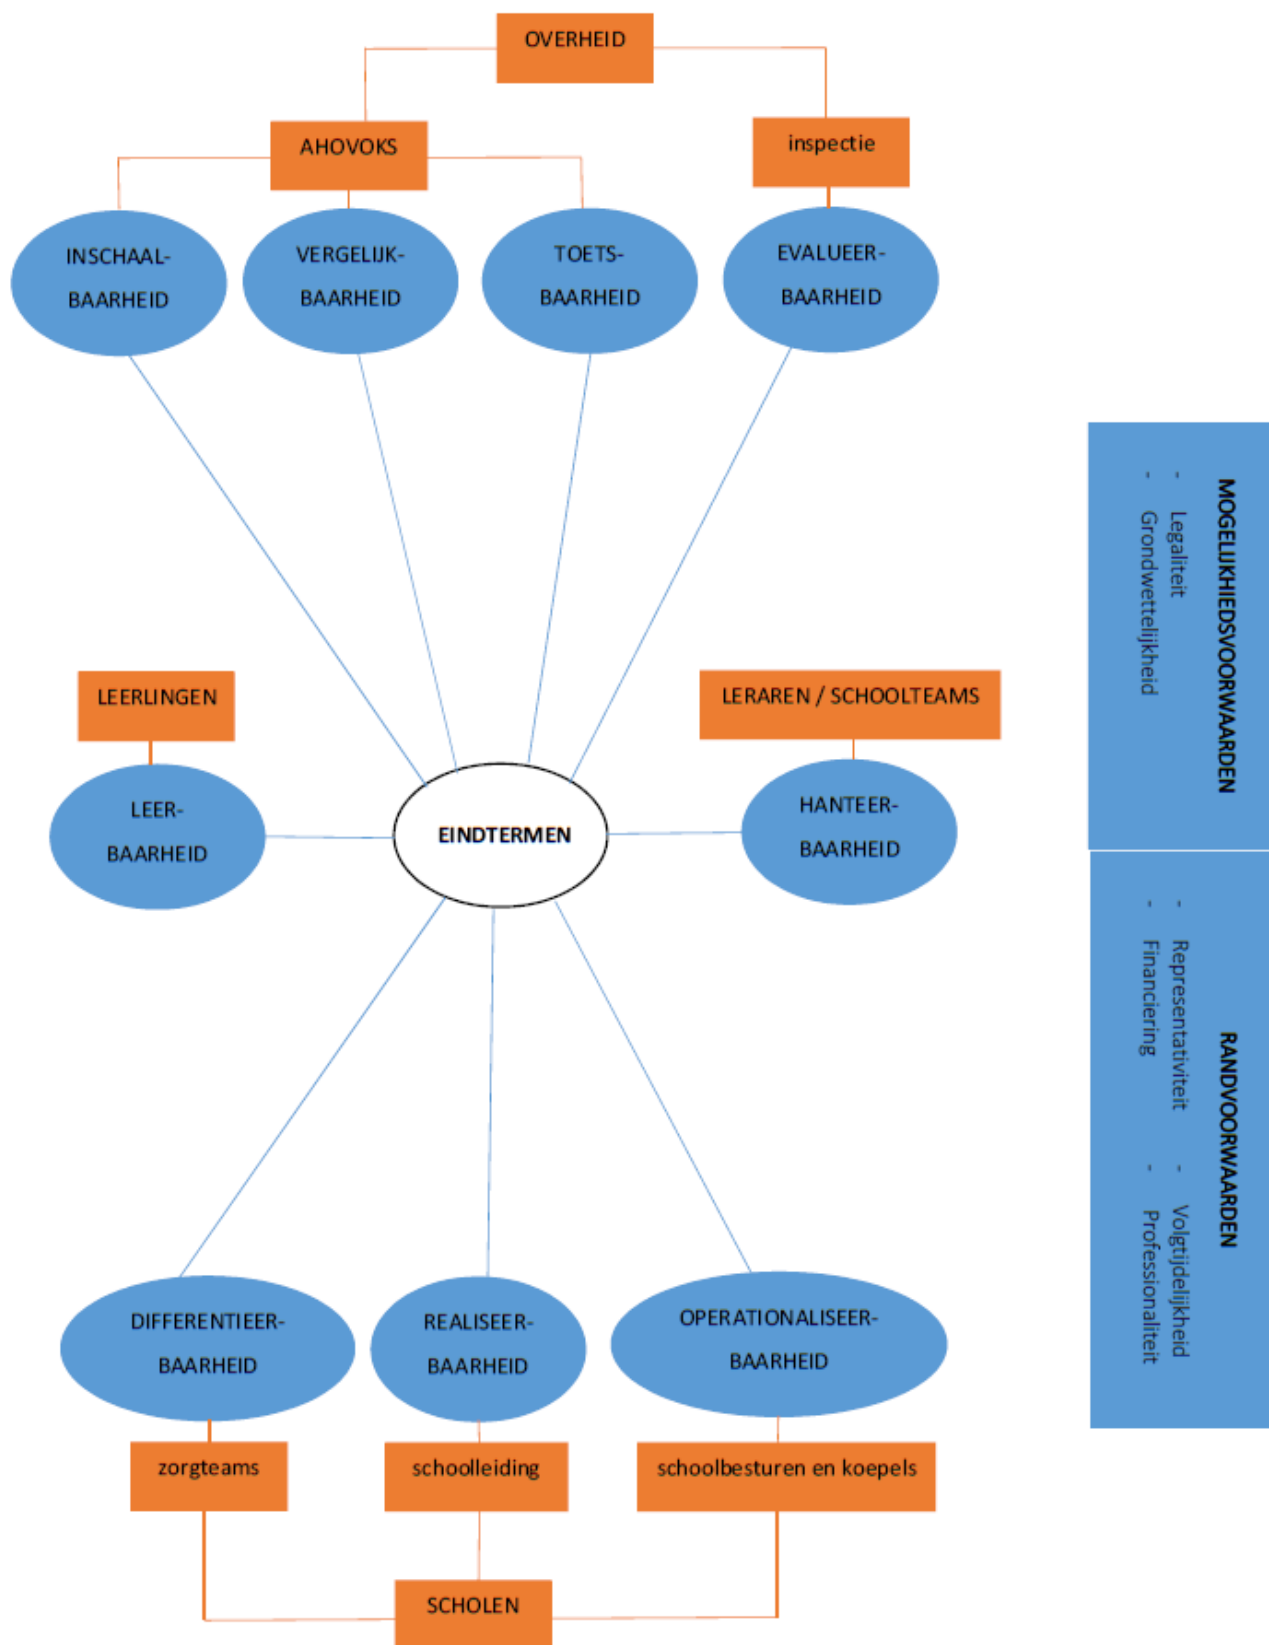 OVERHEID
AHOVOKS
inspectie
INSCHAAL-
BAARHEID
VERGELIJK-
BAARHEID
TOETS-
BAARHEID
EVALUEER-
BAARHEID
LEERLINGEN
LERAREN / SCHOOLTEAMS
LEER-
BAARHEID
EINDTERMEN
HANTEER-
BAARHEID
DIFFERENTIEER-
BAARHEID
REALISEER-
BAARHEID
OPERATIONALISEER-
BAARHEID
zorgteams
schoolleiding
schoolbesturen en koepels
SCHOLEN
MOGELIJKHIEDSVOORWAARDEN
- Legaliteit
- Grondwettelijkheid
RANDVOORWAARDEN
- Representativiteit - Volgtijdelijkheid
- Financiering - Professionaliteit